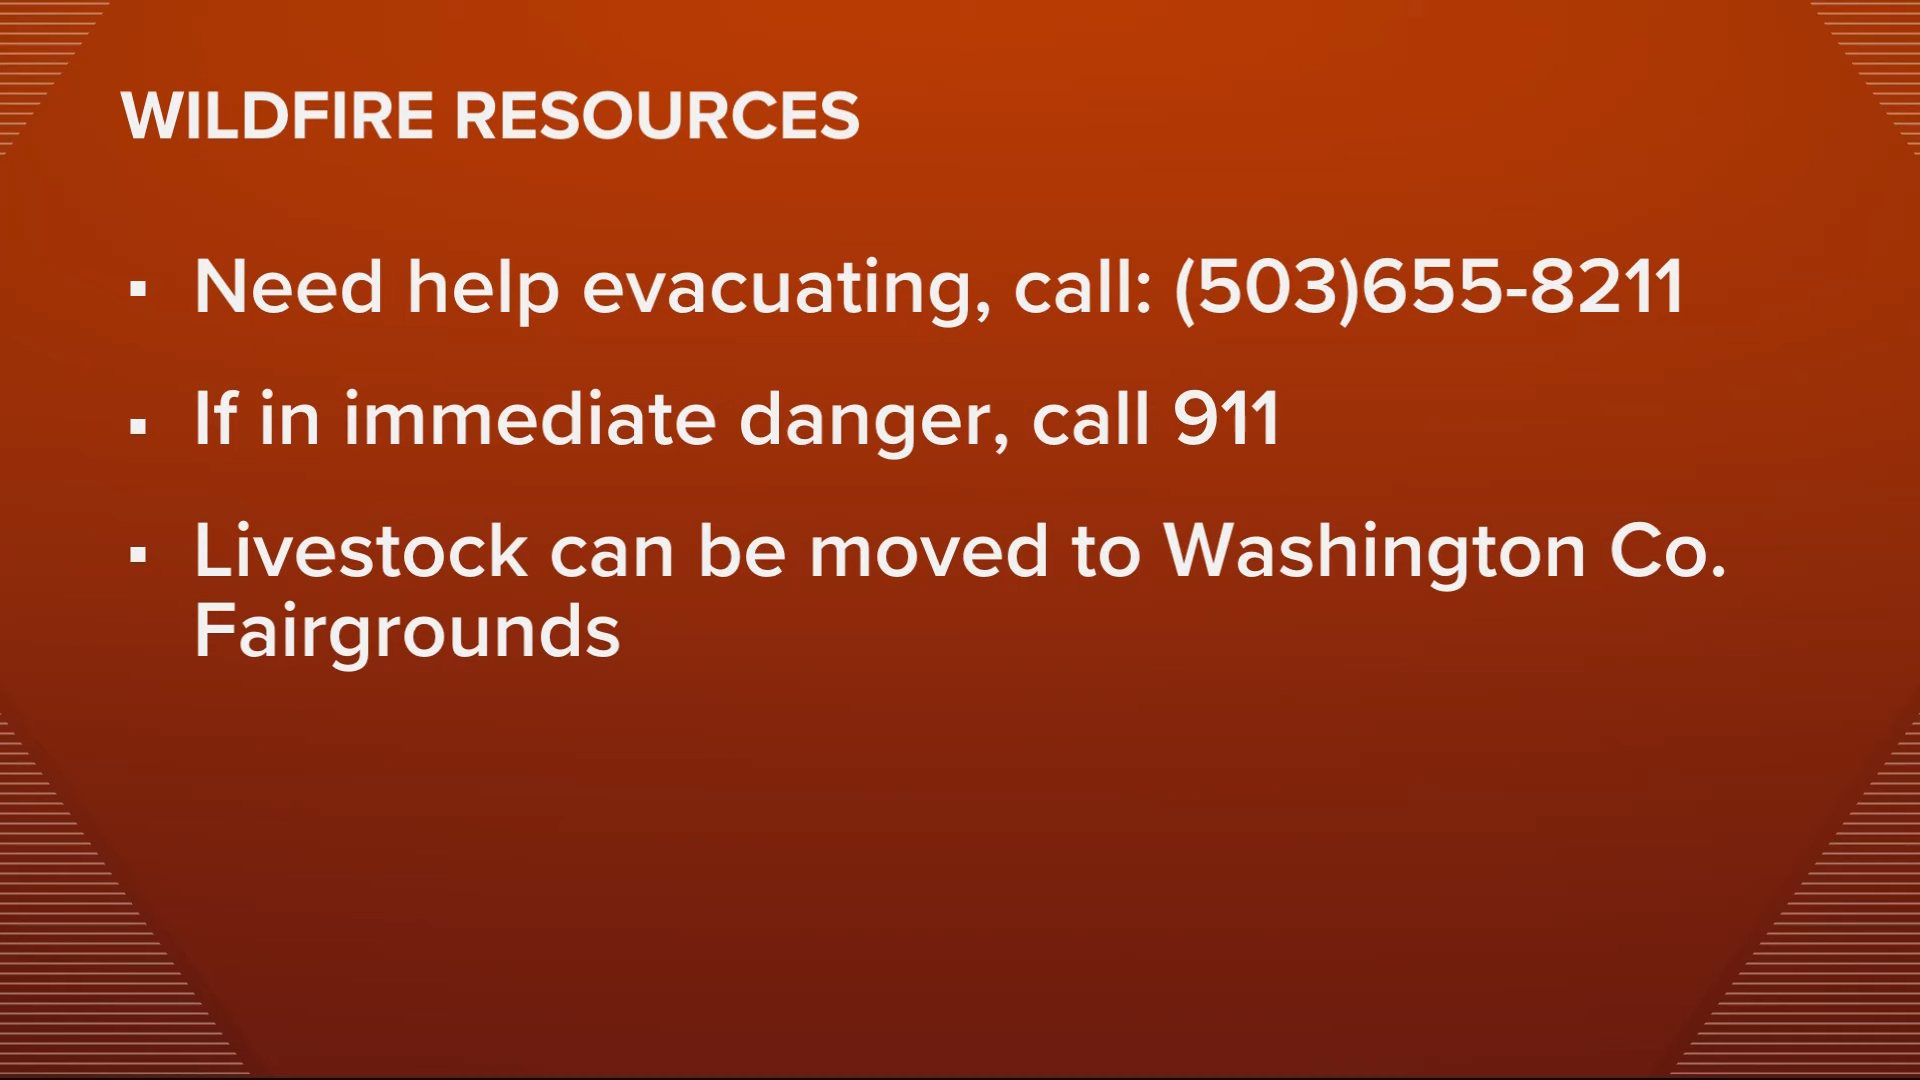 WILDFIRE RESOURCES
▪ Need help evacuating, call: (503)655-8211
▪ If in immediate danger, call 911
▪ Livestock can be moved to Washington Co.
Fairgrounds